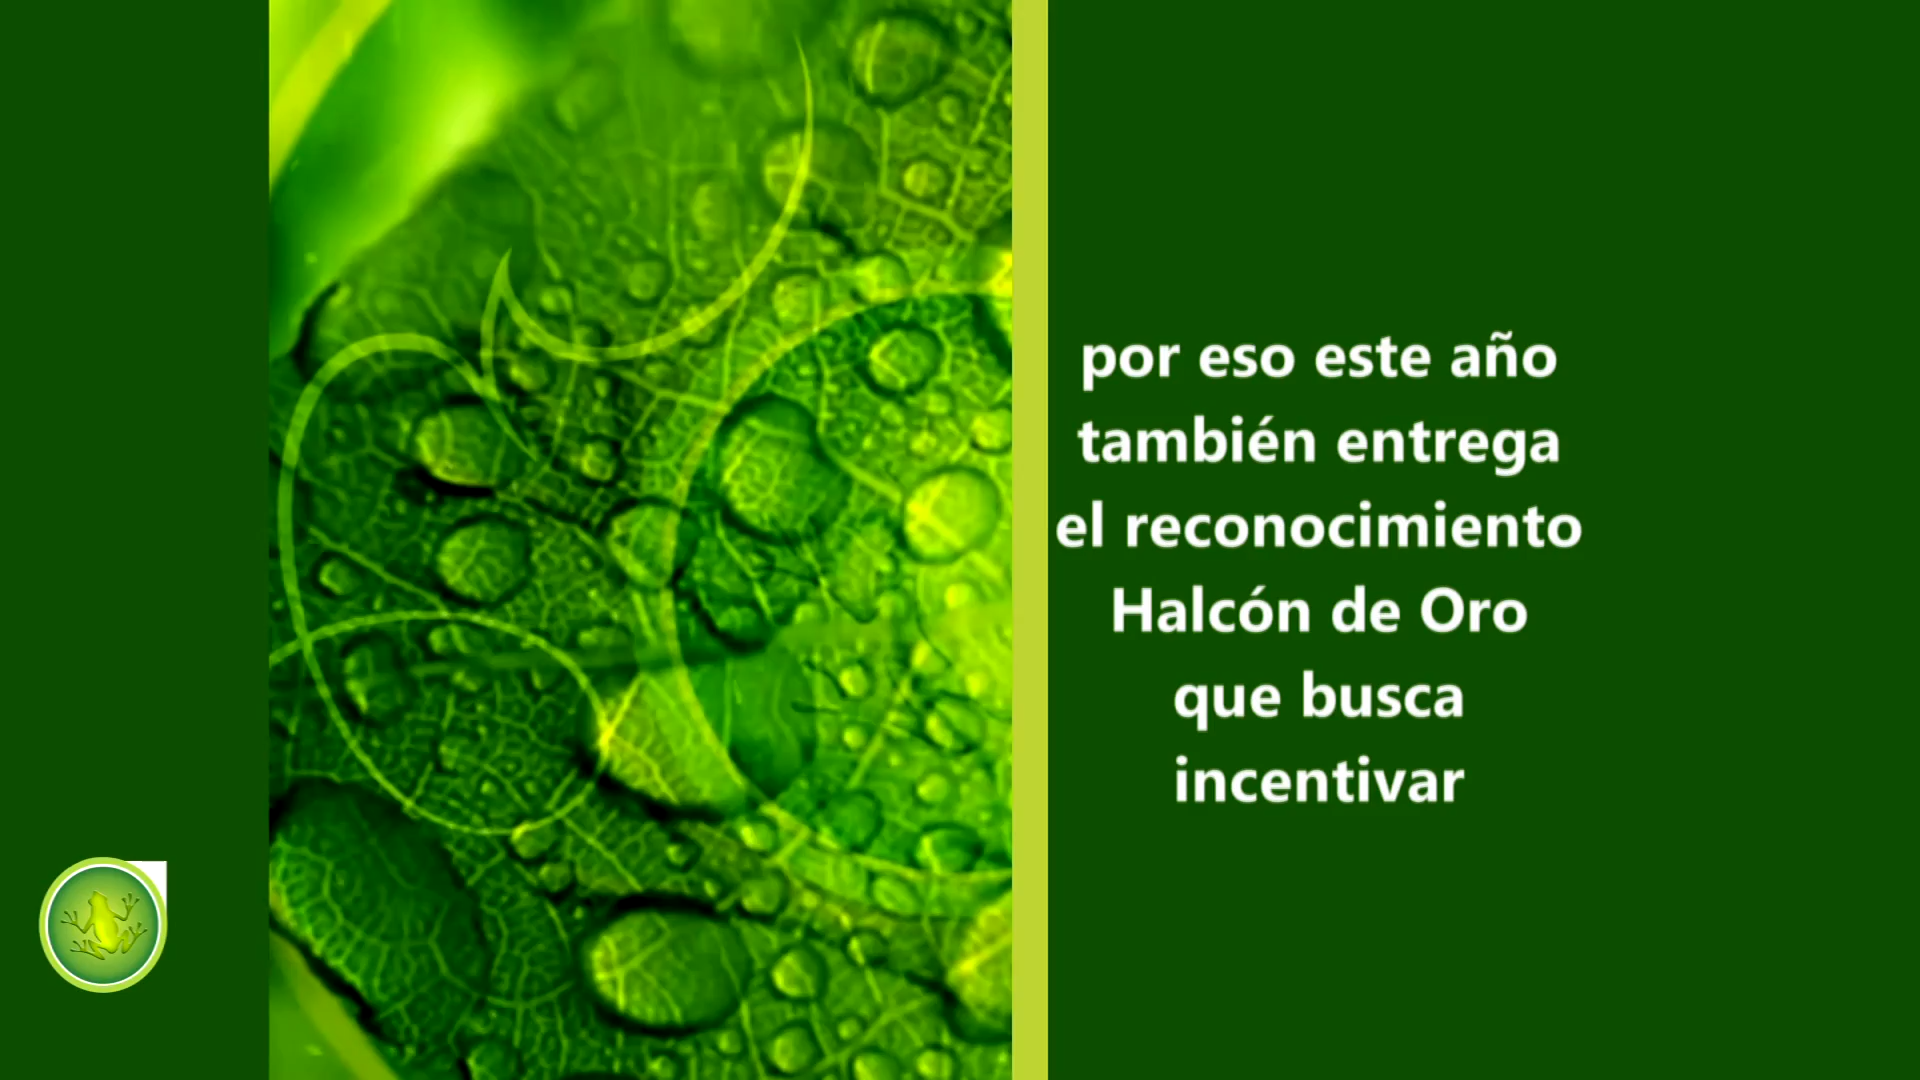 por eso este año
también entrega
el reconocimiento
Halcón de Oro
que busca
incentivar